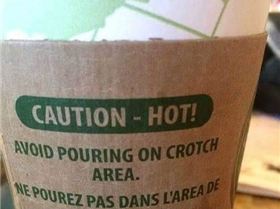 CAUTION - HOT!
AVOID POURING ON CROTCH
AREA.
NE POUREZ PAS DANS L'AREA DE